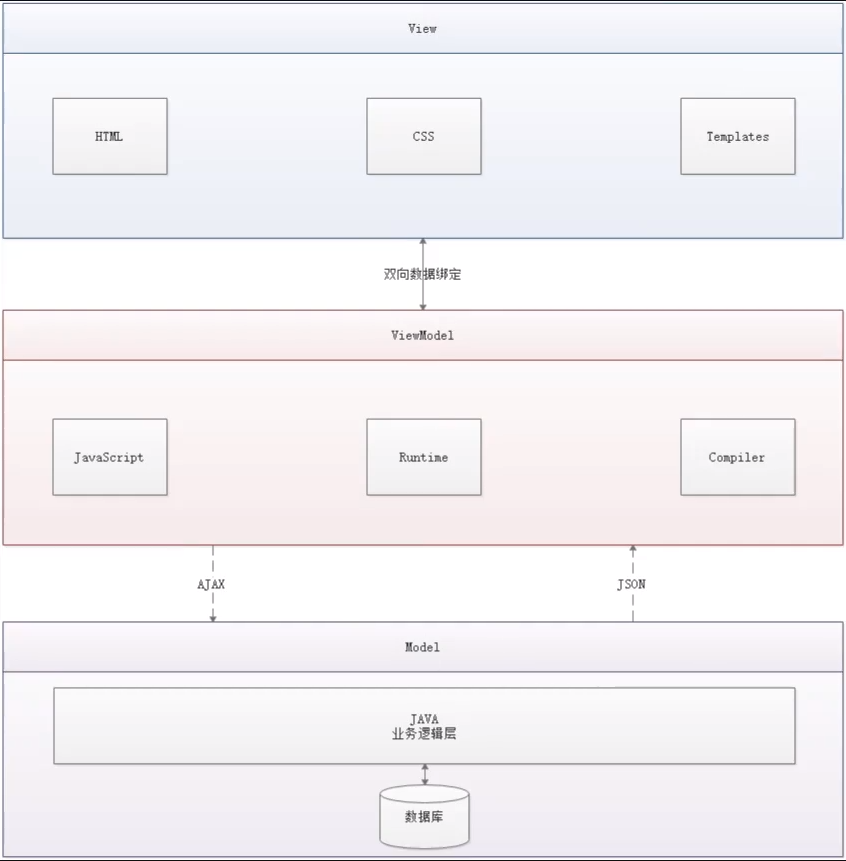 View
HTML
CSS
Templates
双向数据绑定
ViewModel
JavaScript
Runtime
Compiler
AJAX
JSON
Model
JAVA
业务逻辑层
数据库